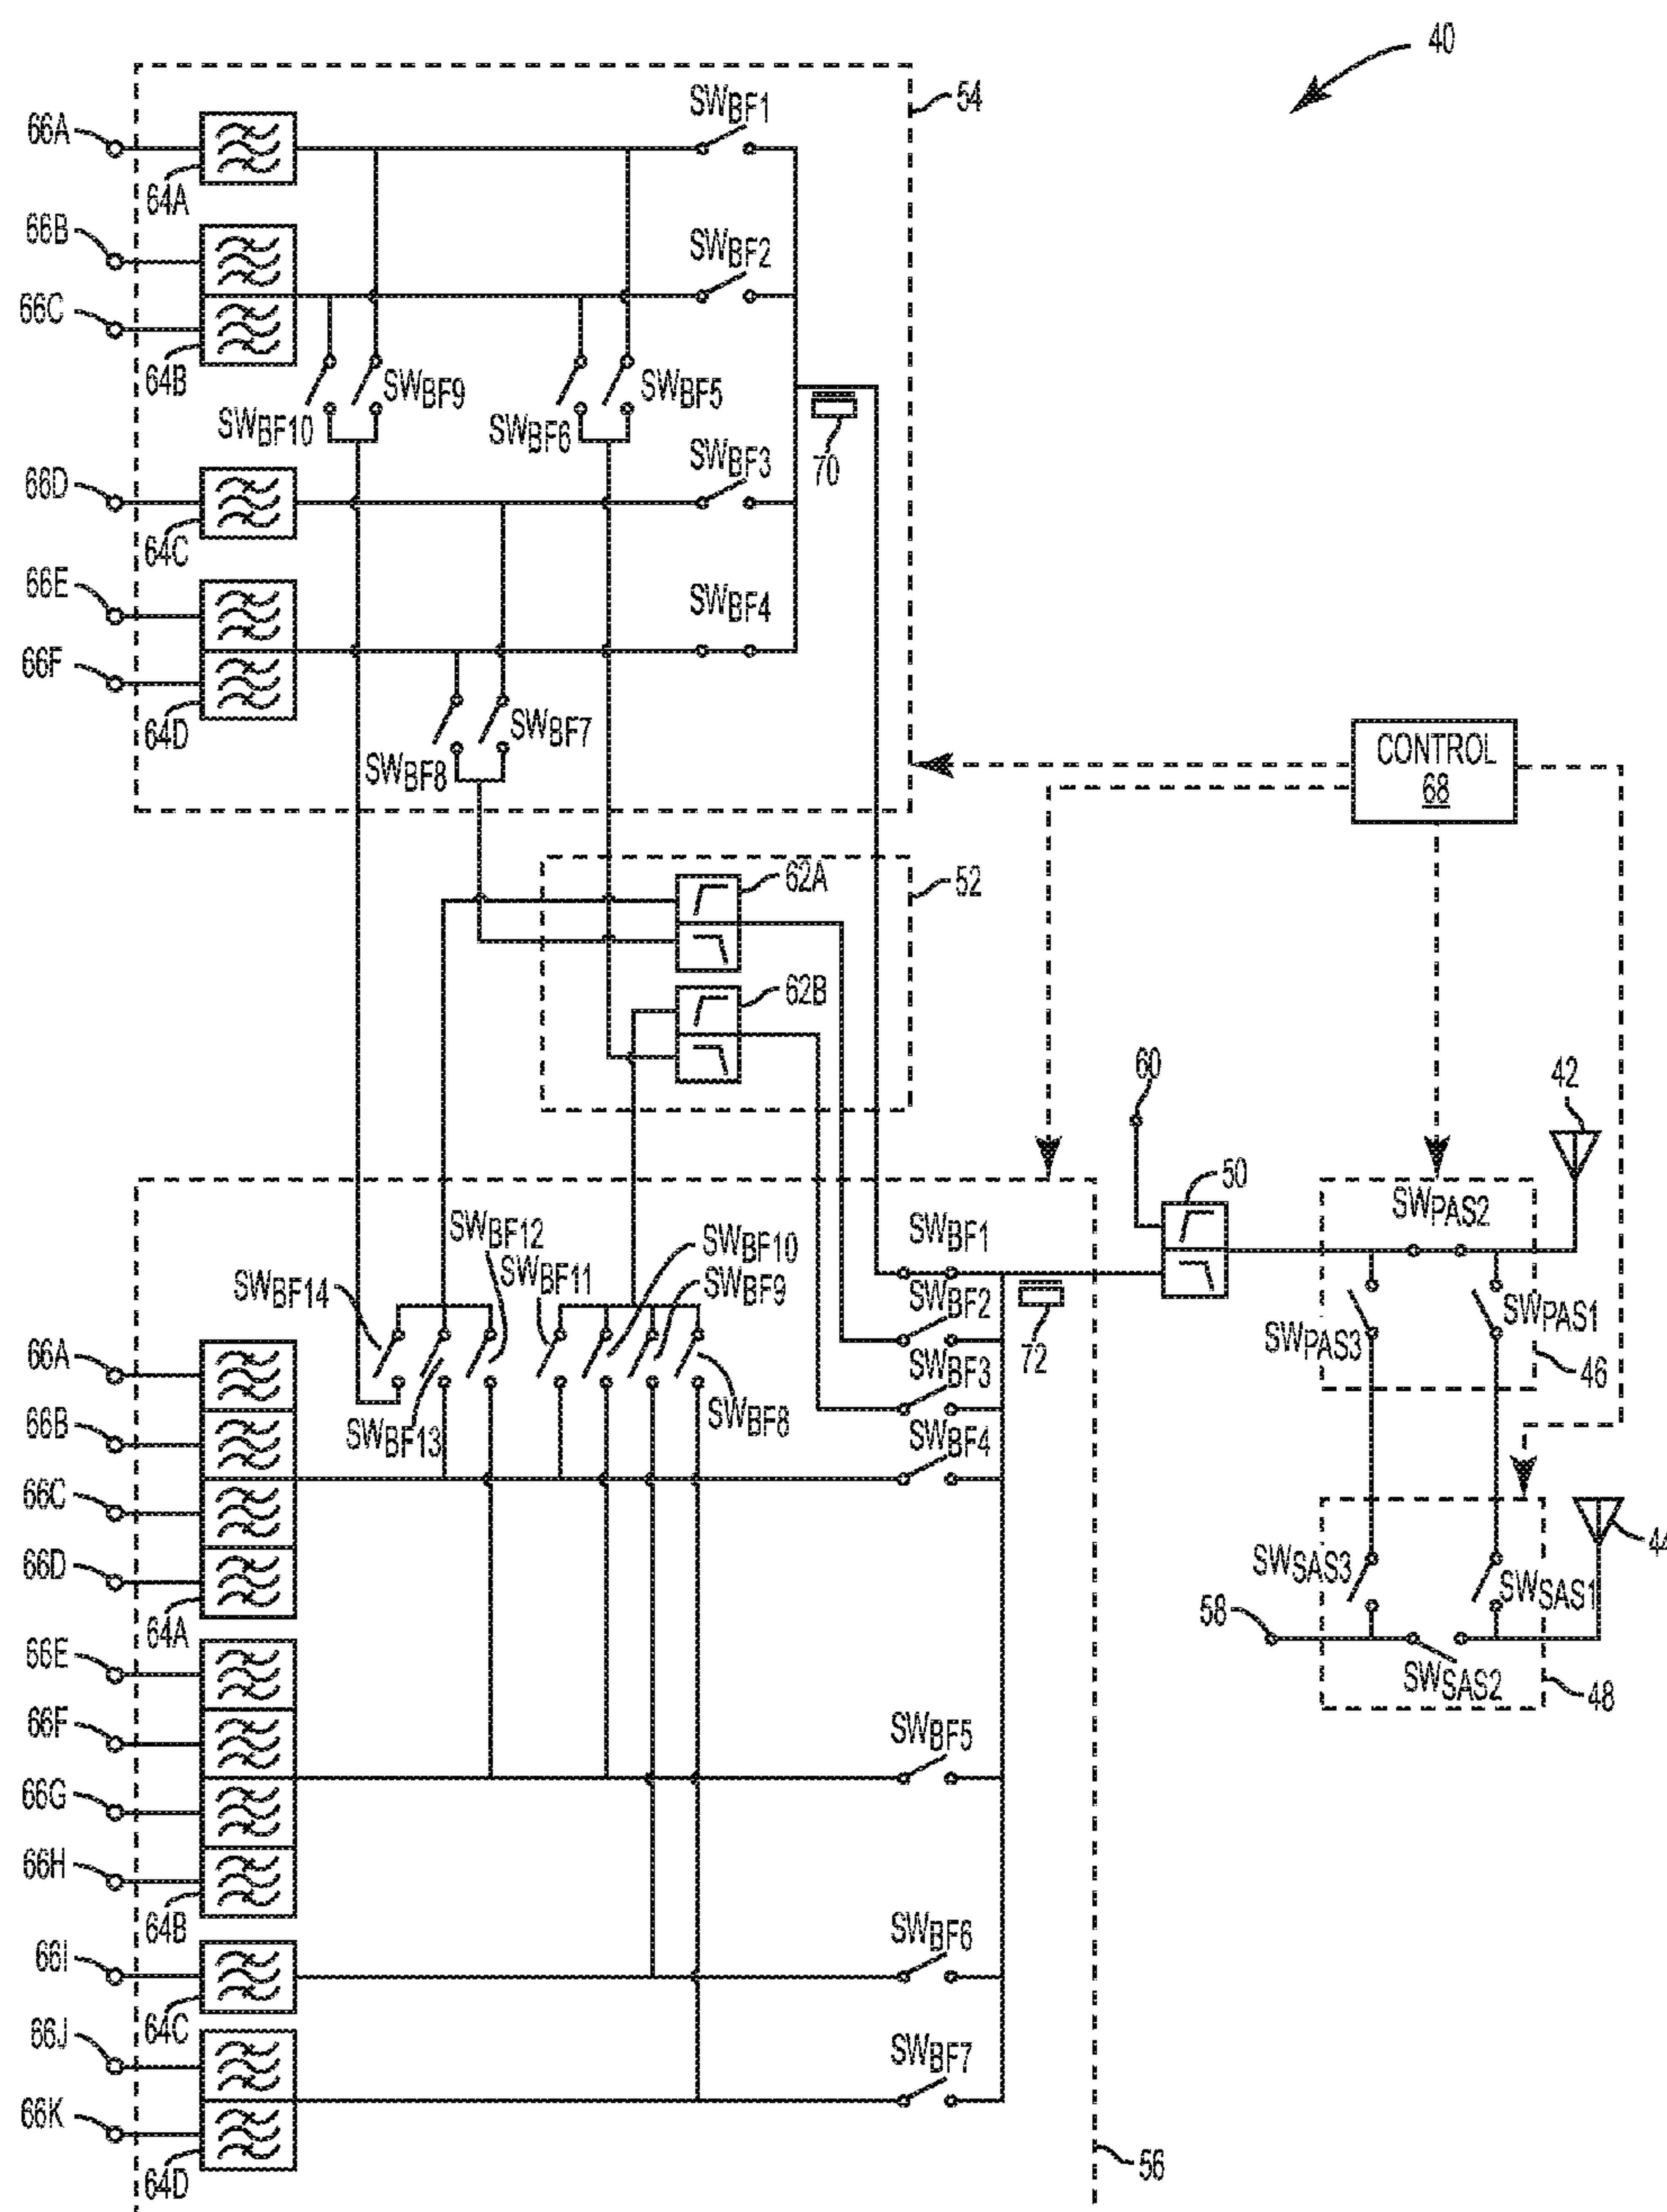 40
54
66A
SWBF1
64A
66B
SWBF2
66C
64B
SWBF9
SWBF5
SWBF10
SWBF6
70
66D
SWBF3
64C
66E
SWBF4
66F
64D
SWBF7
SWBF8
CONTROL
68
62A
52
62B
60
42
50
SWPAS2
SWBF12
SWBF11
SWBF10
SWBF9
SWBF1
SWBF14
SWBF2
72
SWPAS3
SWPAS1
46
66A
SWBF3
SWBF13
SWBF8
66B
SWBF4
66C
66D
64A
SWSAS3
SWSAS1
44
58
SWSAS2
48
66E
66F
SWBF5
66G
66H
64B
66I
SWBF6
64C
66J
SWBF7
66K
64D
56